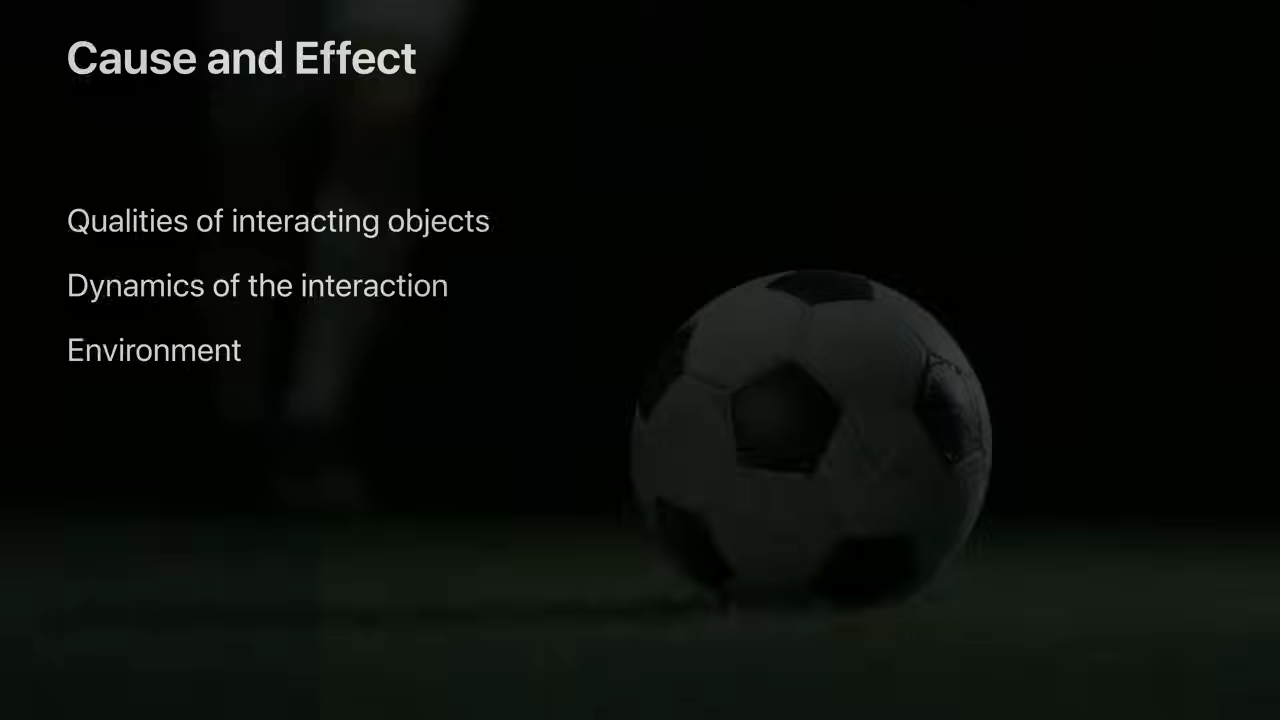 Cause and Effect
Qualities of interacting objects
Dynamics of the interaction
Environment